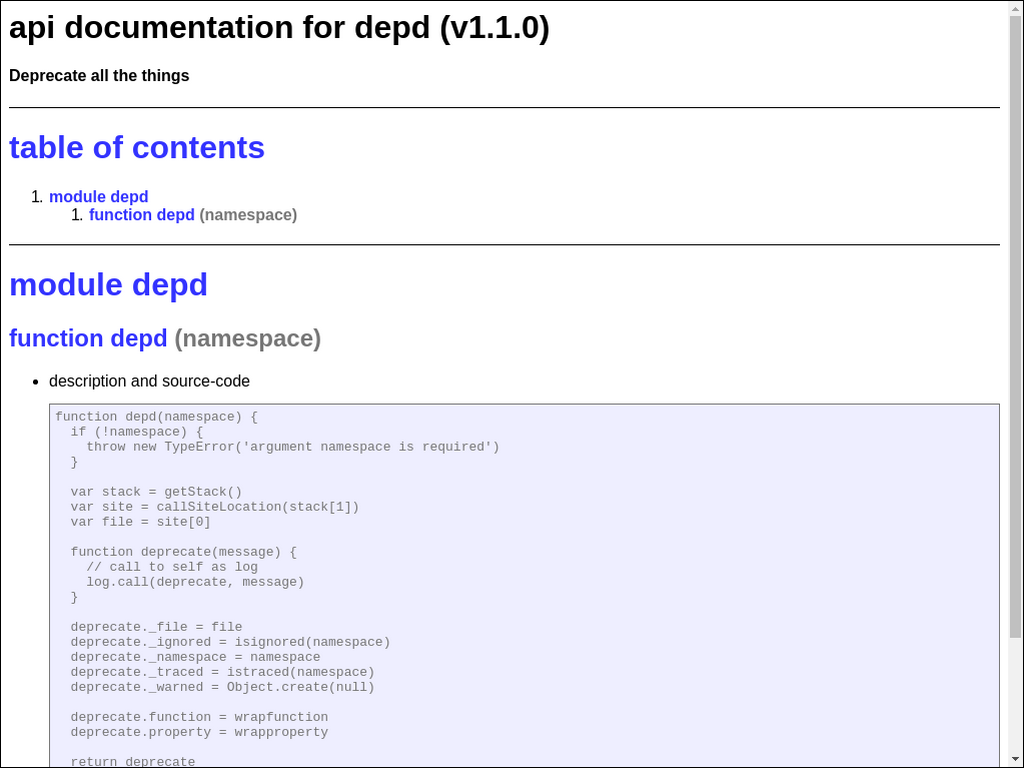 api documentation for depd (v1.1.0)
Deprecate all the things
table of contents
1. module depd
1. function depd (namespace)
module depd
function depd (namespace)
• description and source-code
function depd(namespace) {
  if (!namespace) {
    throw new TypeError('argument namespace is required')
  }
  var stack = getStack()
  var site = callSiteLocation(stack[1])
  var file = site[0]
  function deprecate(message) {
    // call to self as log
    log.call(deprecate, message)
  }
  deprecate._file = file
  deprecate._ignored = isignored(namespace)
  deprecate._namespace = namespace
  deprecate._traced = istraced(namespace)
  deprecate._warned = Object.create(null)
  deprecate.function = wrapfunction
  deprecate.property = wrapproperty
  return deprecate